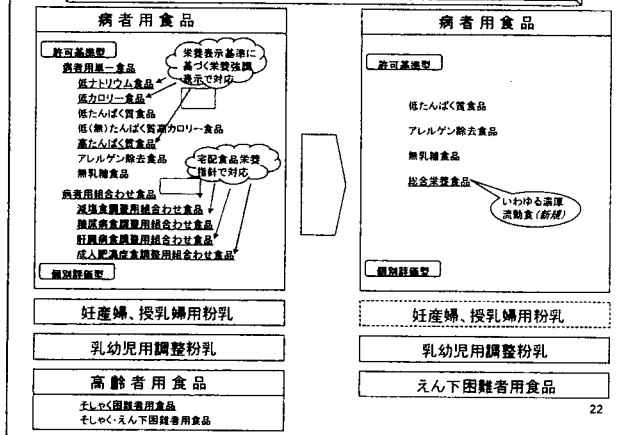 病者用食品
許可基準型
病者用単一食品
低ナトリウム食品
低カロリー食品
低たんぱく質食品
低(無)たんぱく質高カロリー食品
高たんぱく質食品
アレルゲン除去食品
無乳糖食品
栄養表示基準に
基づく栄養強調
表示で対応
宅配食品栄養
指針で対応
病者用組合わせ食品
減塩食調整用組合わせ食品
糖尿病食調整用組合わせ食品
肝臓病食調整用組合わせ食品
成人肥満症食調整用組合わせ食品
個別評価型
妊産婦、授乳婦用粉乳
乳幼児用調整粉乳
高齢者用食品
そしゃく困難者用食品
そしゃく・えん下困難者用食品
病者用食品
許可基準型
低たんぱく質食品
アレルゲン除去食品
無乳糖食品
総合栄養食品
いわゆる濃厚
流動食(新規)
個別評価型
妊産婦、授乳婦用粉乳
乳幼児用調整粉乳
えん下困難者用食品
22